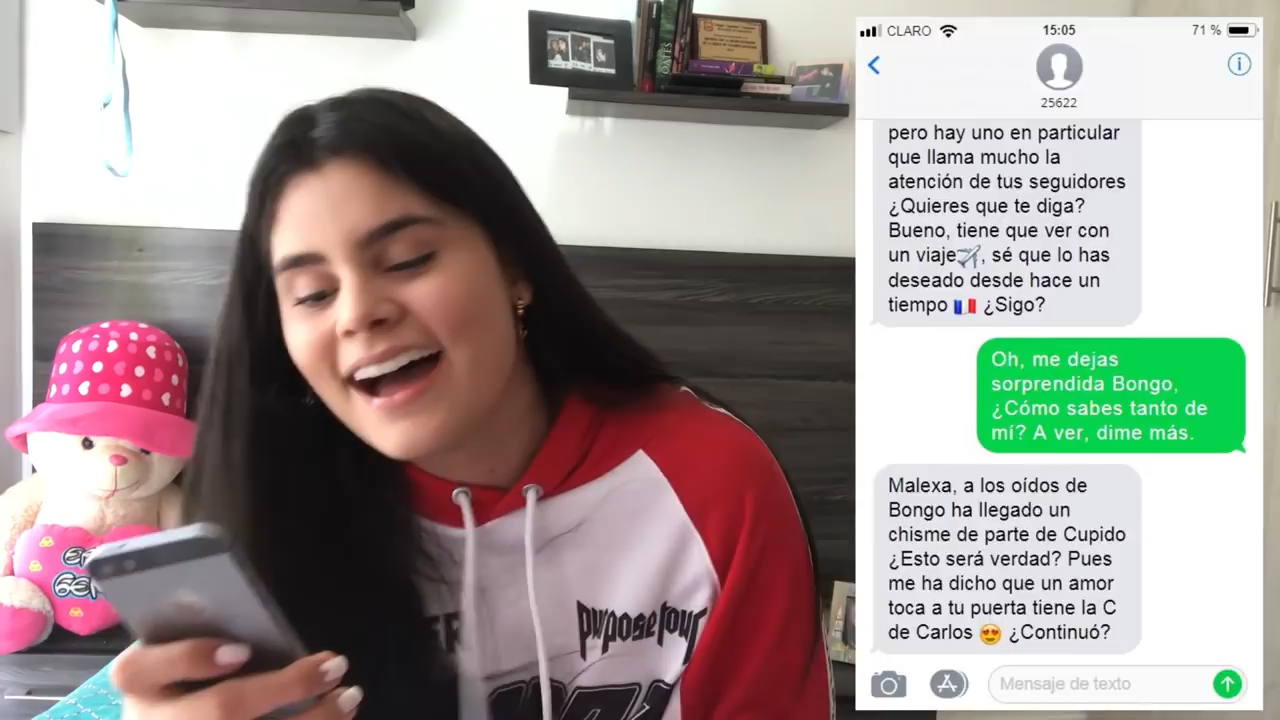 CLARO
15:05
71 %
25622
pero hay uno en particular
que llama mucho la
atención de tus seguidores
¿Quieres que te diga?
Bueno, tiene que ver con
un viaje✈️, sé que lo has
deseado desde hace un
tiempo 🇫🇷 ¿Sigo?
Oh, me dejas
sorprendida Bongo,
¿Cómo sabes tanto de
mí? A ver, dime más.
Malexa, a los oídos de
Bongo ha llegado un
chisme de parte de Cupido
¿Esto será verdad? Pues
me ha dicho que un amor
toca a tu puerta tiene la C
de Carlos 😍 ¿Continuó?
Mensaje de texto
purpose tour